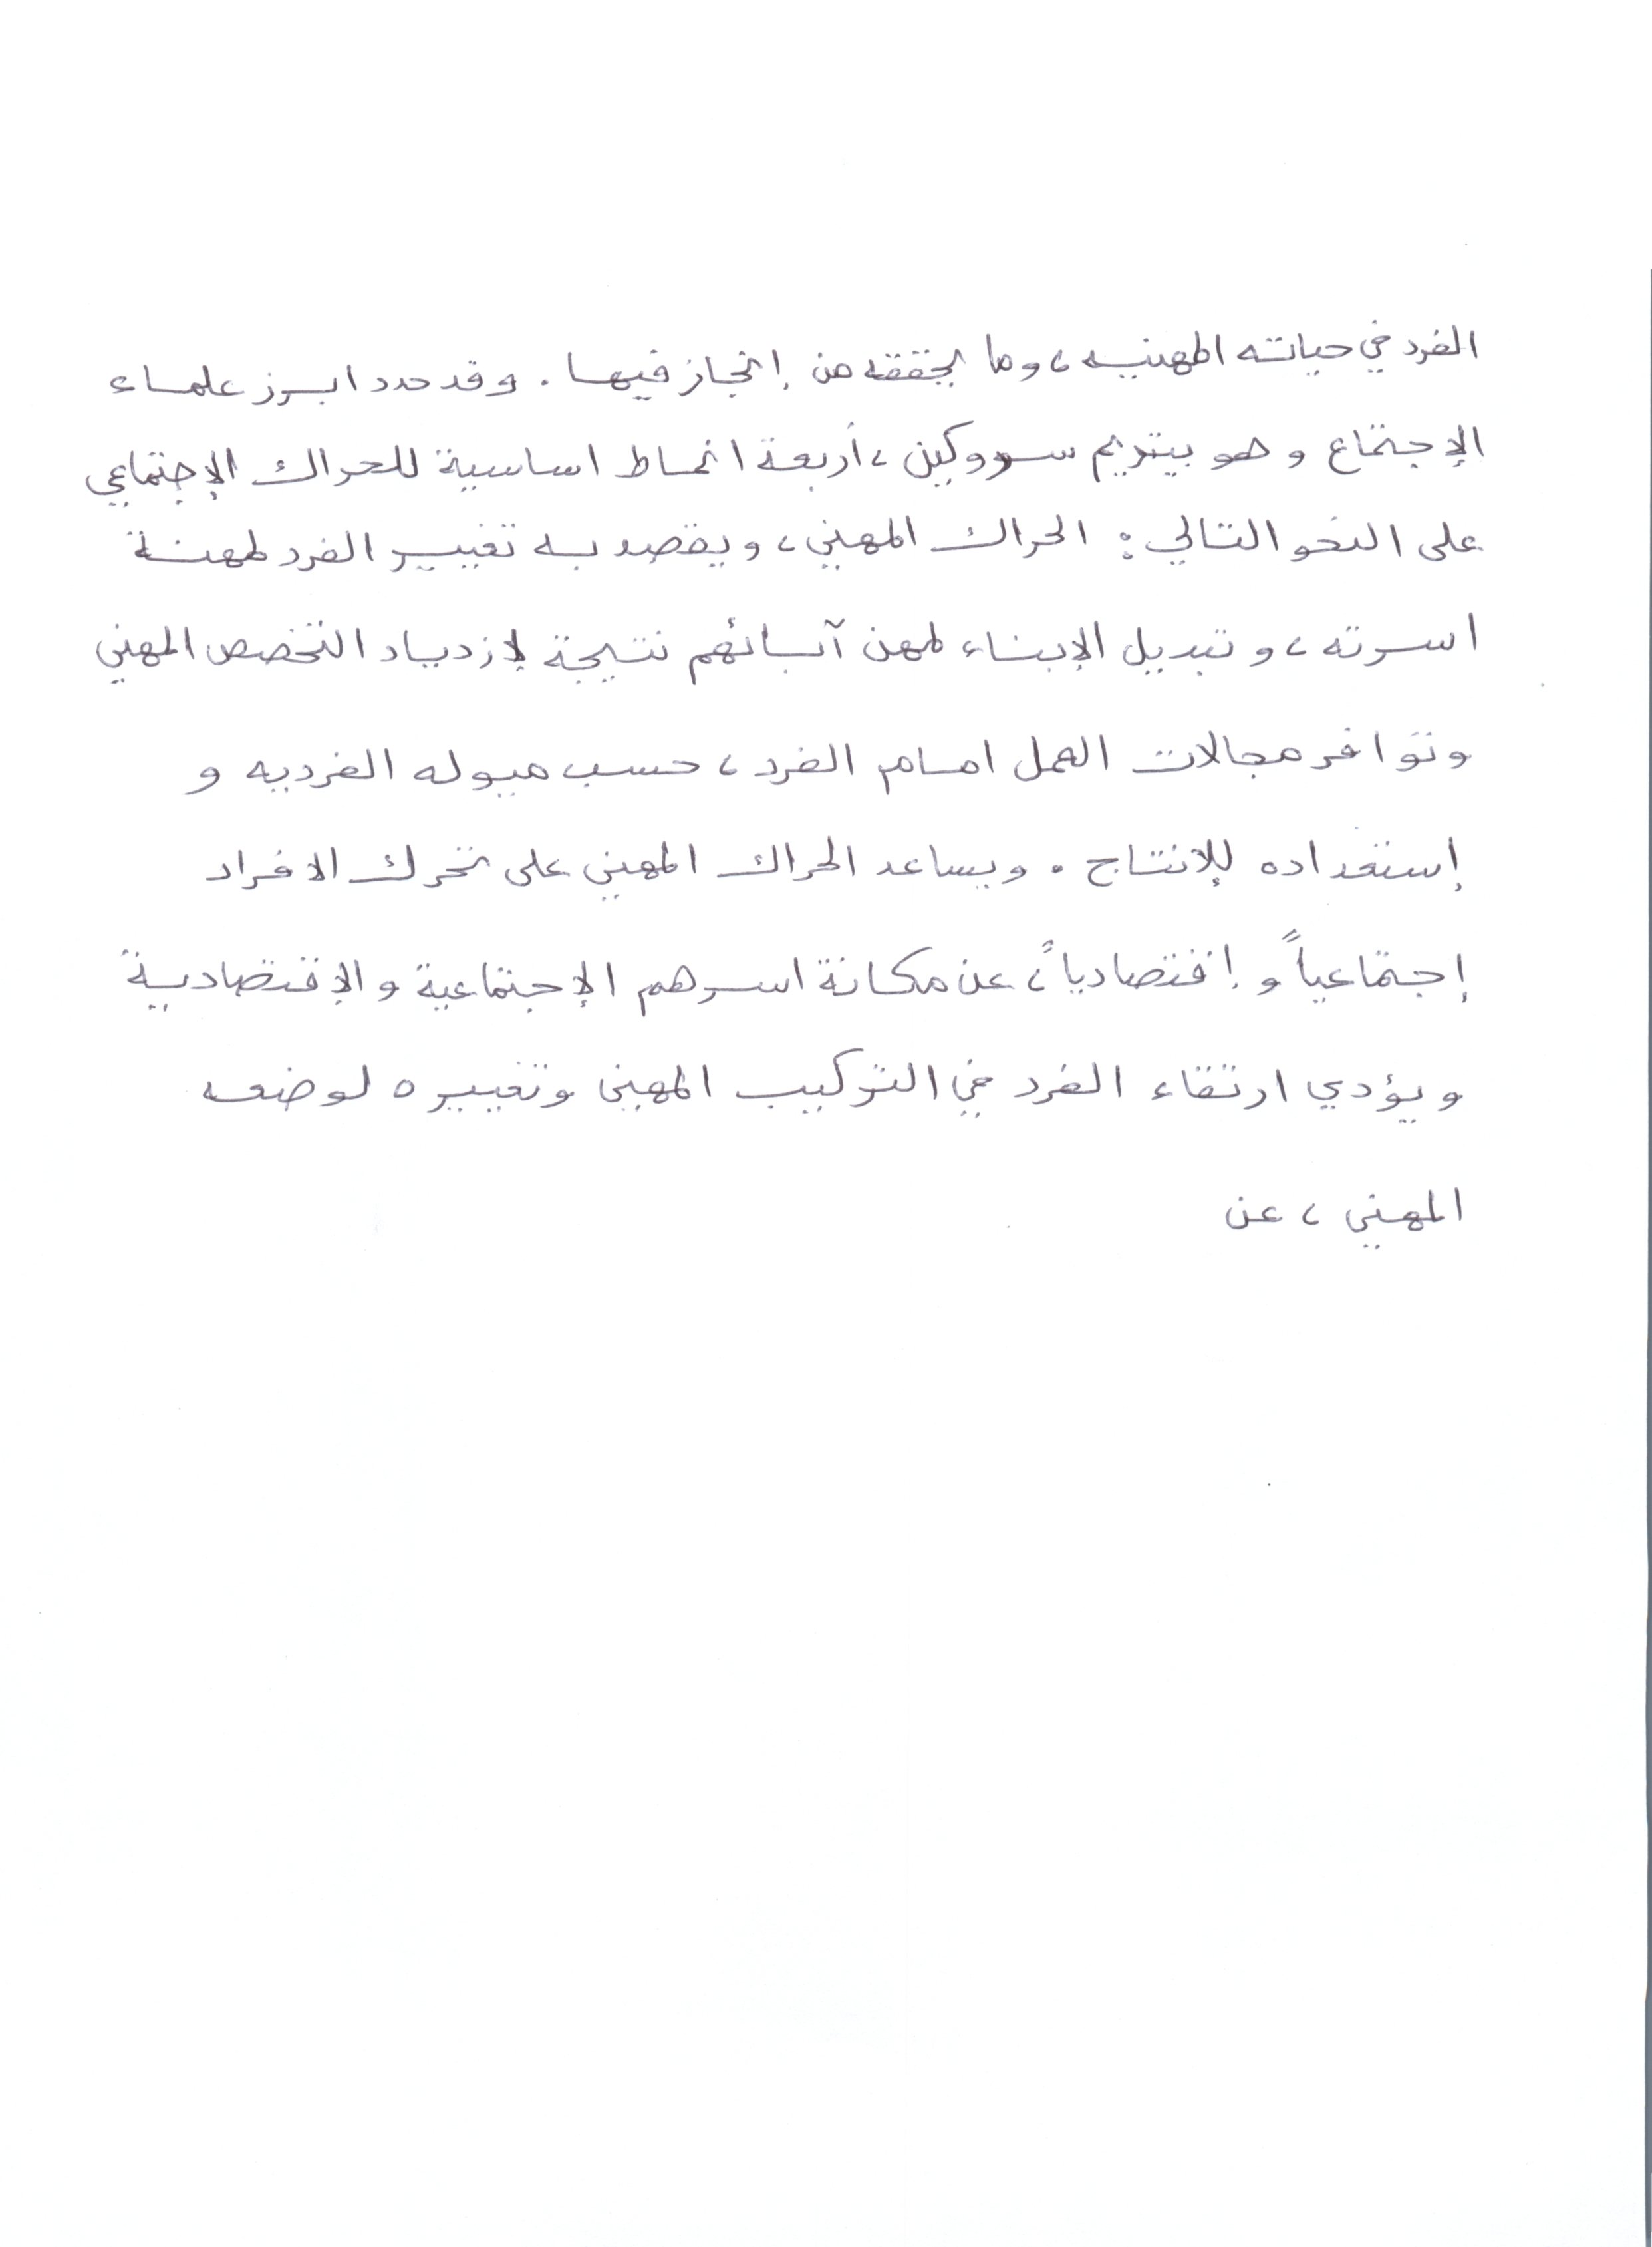 الفرد في حياته المهنيه، وما يحققه من إنجاز فيها. وقد حدد ابرز علماء
الإجتماع وهو بيتريم سوروكين، أربعة انماط اساسية للحراك الإجتماعي
على النحو التالي: الحراك المهني، ويقصد به تغيير الفرد لمهنة
اسرته، وتبديل الإبناء لمهن آبائهم نتيجة لإزدياد التخصص المهني
وتوافر مجالات العمل امام الفرد، حسب ميوله الفرديه و
إستعداده للإنتاج. ويساعد الحراك المهني على تحرك الافراد
إجتماعياً و إقتصادياً، عن مكانة اسرهم الإجتماعية والإقتصادية
ويؤدي ارتقاء الفرد في التركيب المهني وتغييره لوضعه
المهني، عن